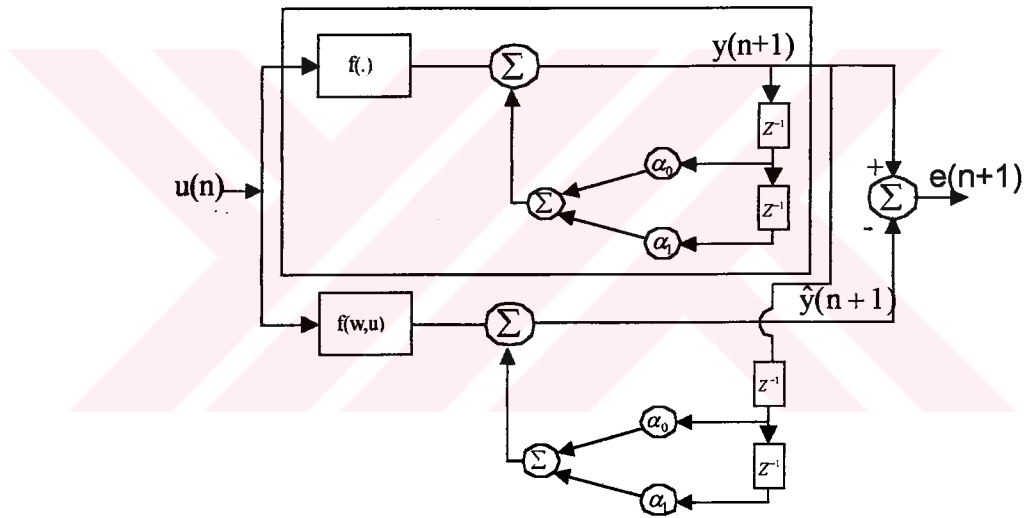 f(.)
Σ
y(n+1)
Z⁻¹
α₀
u(n)
Σ
Z⁻¹
α₁
+
Σ
e(n+1)
-
f(w,u)
Σ
ŷ(n + 1)
Z⁻¹
α₀
Σ
Z⁻¹
α₁